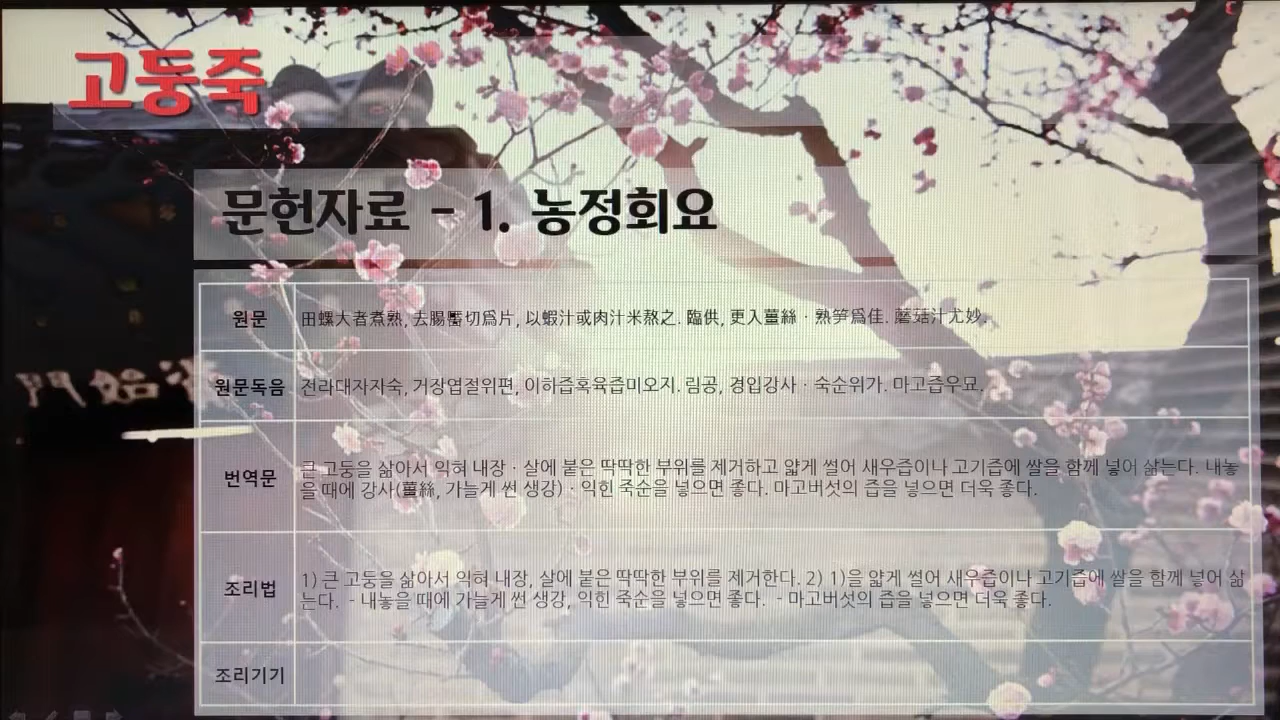 고둥죽
문헌자료 - 1. 농정회요
원문
田螺大者煮熟, 去腸靨切爲片, 以蝦汁或肉汁米熬之. 臨供, 更入薑絲 · 熟笋爲佳. 蘑菇汁尤妙.
원문독음
전라대자자숙, 거장엽절위편, 이하즙혹육즙미오지. 림공, 경입강사 · 숙순위가. 마고즙우묘.
번역문
큰 고둥을 삶아서 익혀 내장 · 살에 붙은 딱딱한 부위를 제거하고 얇게 썰어 새우즙이나 고기즙에 쌀을 함께 넣어 삶는다. 내놓
을 때에 강사(薑絲, 가늘게 썬 생강) · 익힌 죽순을 넣으면 좋다. 마고버섯의 즙을 넣으면 더욱 좋다.
조리법
1) 큰 고둥을 삶아서 익혀 내장, 살에 붙은 딱딱한 부위를 제거한다. 2) 1)을 얇게 썰어 새우즙이나 고기즙에 쌀을 함께 넣어 삶
는다. - 내놓을 때에 가늘게 썬 생강, 익힌 죽순을 넣으면 좋다. - 마고버섯의 즙을 넣으면 더욱 좋다.
조리기기
門始